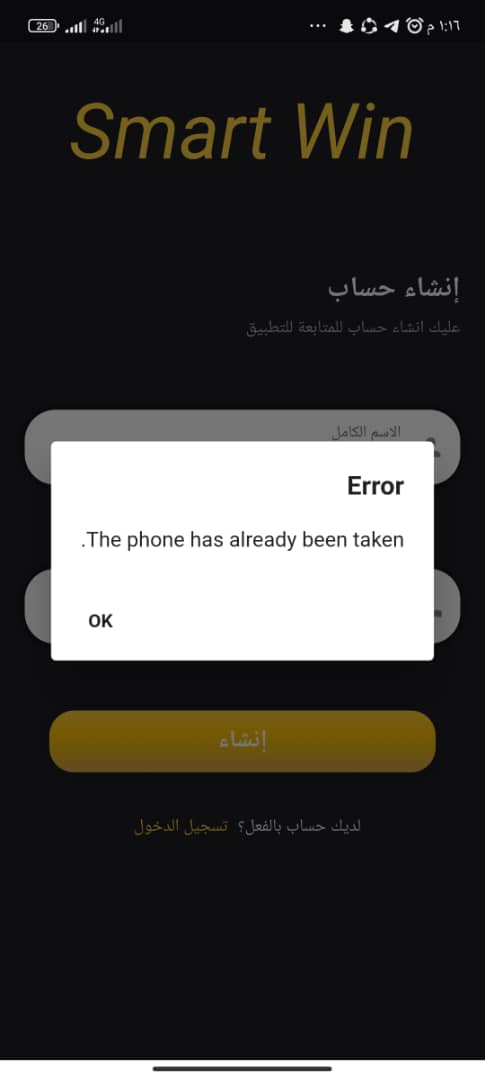 26 4G ... ١:١٦ م
Smart Win
إنشاء حساب
عليك انشاء حساب للمتابعة للتطبيق
الاسم الكامل
Error
.The phone has already been taken
OK
إنشاء
لديك حساب بالفعل؟ تسجيل الدخول